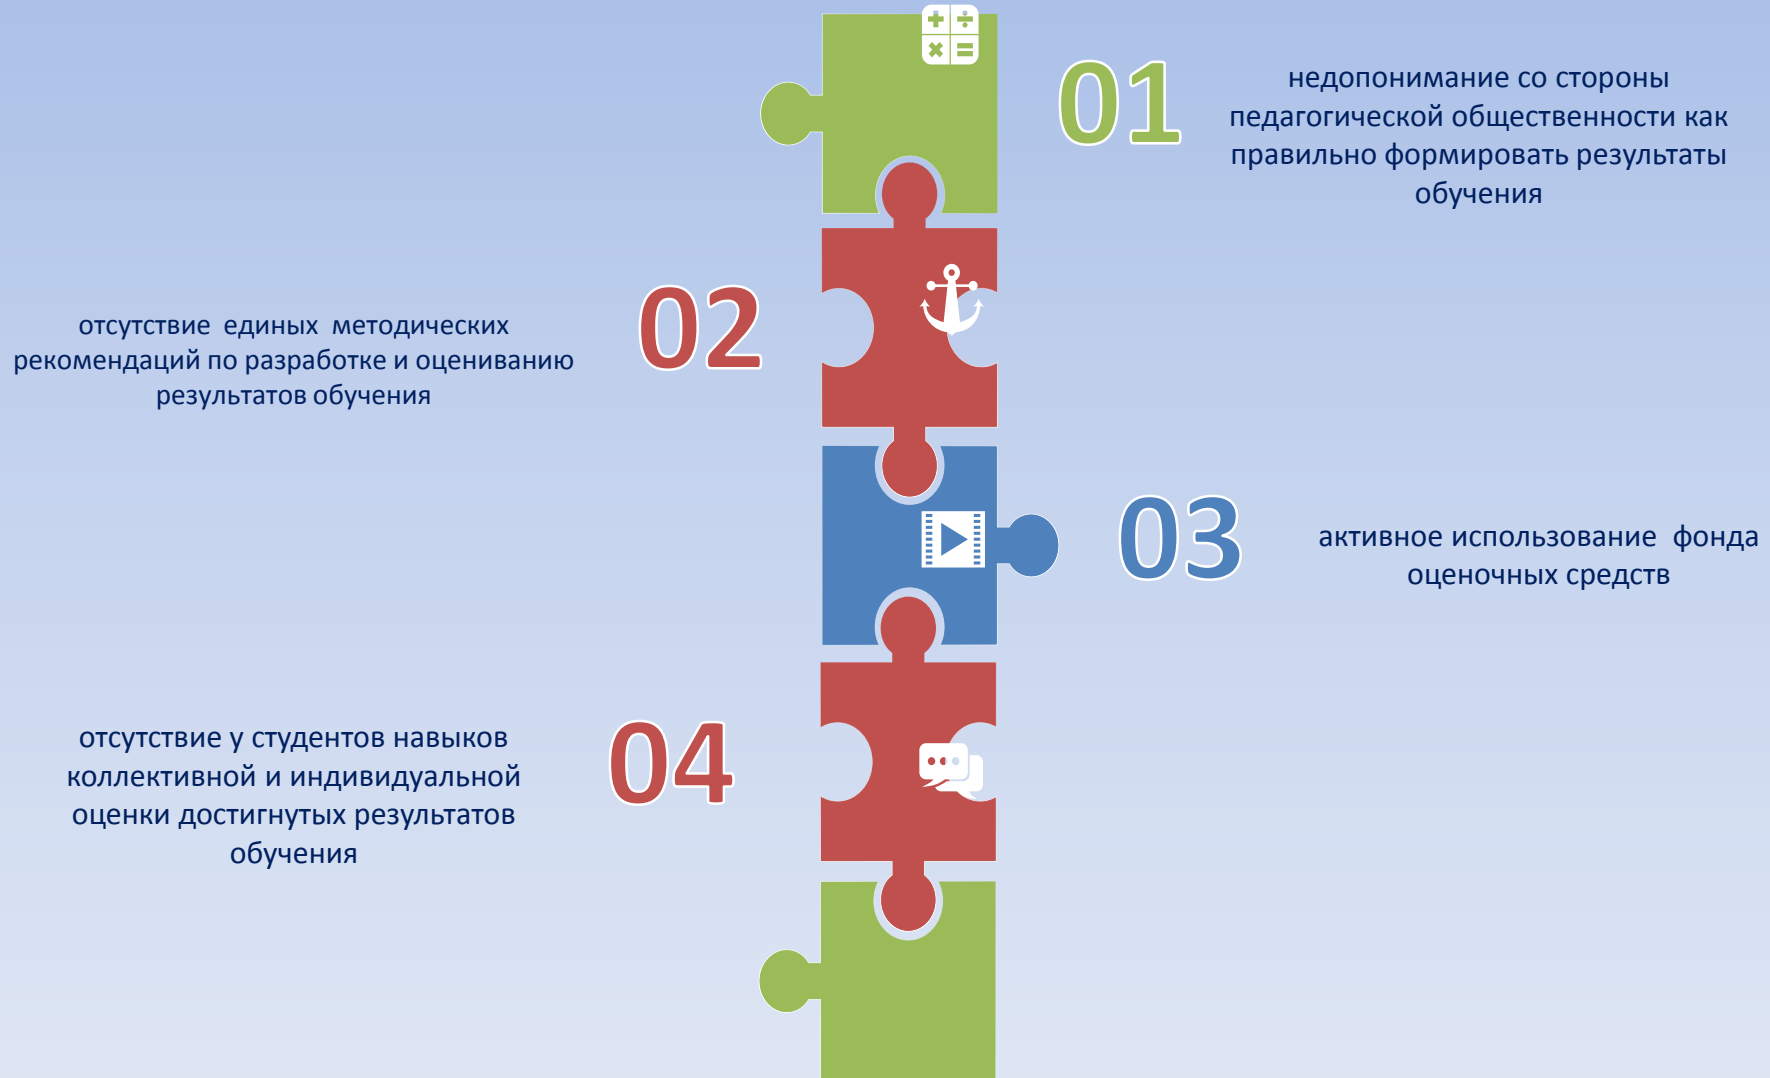 01
недопонимание со стороны
педагогической общественности как
правильно формировать результаты
обучения
02
отсутствие единых методических
рекомендаций по разработке и оцениванию
результатов обучения
03
активное использование фонда
оценочных средств
04
отсутствие у студентов навыков
коллективной и индивидуальной
оценки достигнутых результатов
обучения